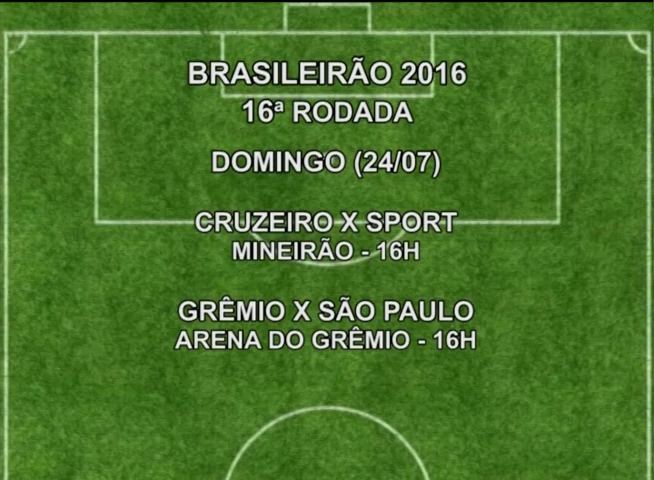 BRASILEIRÃO 2016
16ª RODADA
DOMINGO (24/07)
CRUZEIRO X SPORT
MINEIRÃO - 16H
GRÊMIO X SÃO PAULO
ARENA DO GRÊMIO - 16H